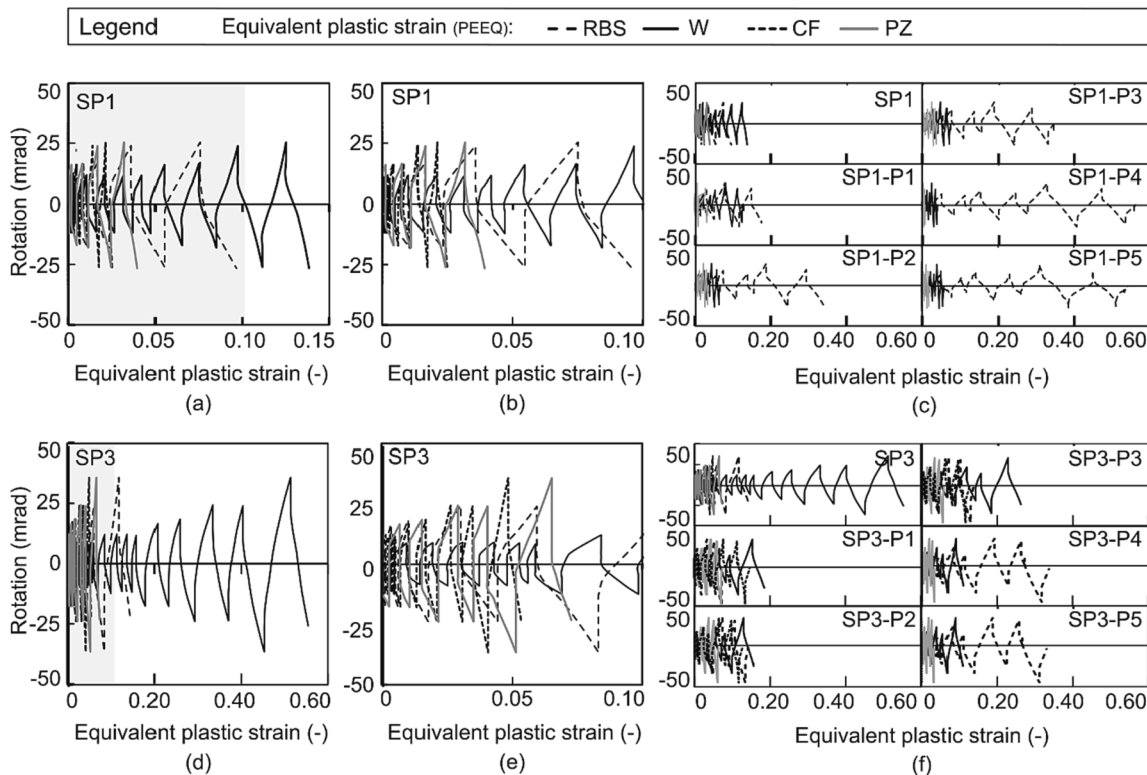 Legend Equivalent plastic strain (PEEQ): RBS W CF PZ
SP1
50
25
0
-25
-50
Rotation (mrad)
0 0.05 0.10 0.15
Equivalent plastic strain (-)
(a)
SP1
50
25
0
-25
-50
0 0.05 0.10
Equivalent plastic strain (-)
(b)
50
-50
SP1
SP1-P3
50
-50
SP1-P1
SP1-P4
50
-50
SP1-P2
SP1-P5
0 0.20 0.40 0.60 0 0.20 0.40 0.60
Equivalent plastic strain (-)
(c)
SP3
50
25
0
-25
-50
Rotation (mrad)
0 0.20 0.40 0.60
Equivalent plastic strain (-)
(d)
SP3
50
25
0
-25
-50
0 0.05 0.10
Equivalent plastic strain (-)
(e)
50
-50
SP3
SP3-P3
50
-50
SP3-P1
SP3-P4
50
-50
SP3-P2
SP3-P5
0 0.20 0.40 0.60 0 0.20 0.40 0.60
Equivalent plastic strain (-)
(f)